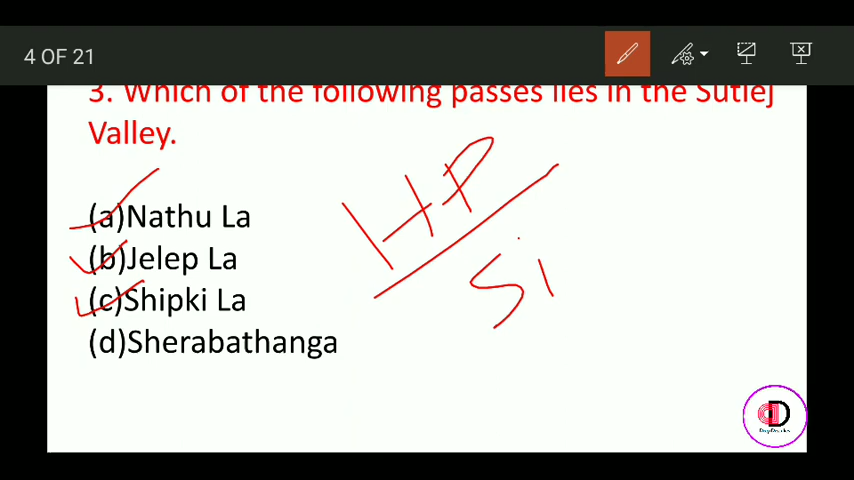 4 OF 21
3. Which of the following passes lies in the Sutlej
Valley.
(a)Nathu La
(b)Jelep La
(c)Shipki La
(d)Sherabathanga
HP
Si